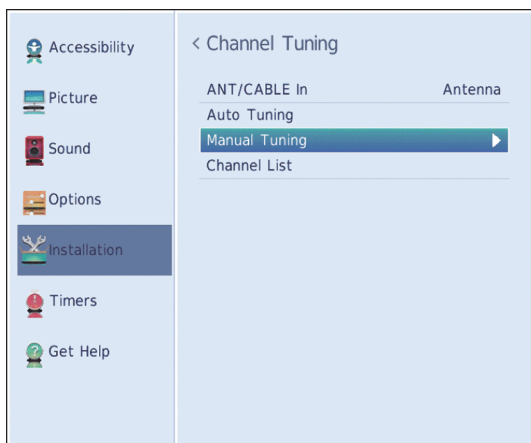 Accessibility
Picture
Sound
Options
Installation
Timers
Get Help
< Channel Tuning
ANT/CABLE In Antenna
Auto Tuning
Manual Tuning
Channel List